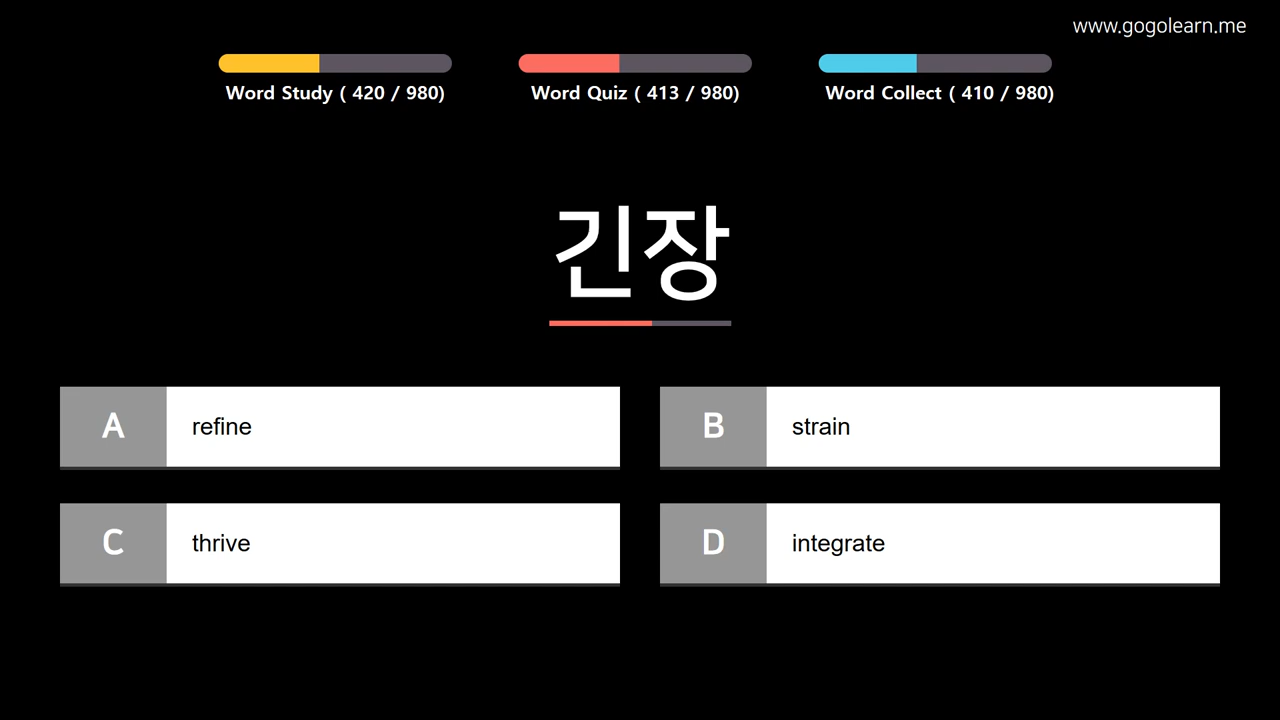 www.gogolearn.me
Word Study ( 420 / 980)
Word Quiz ( 413 / 980)
Word Collect ( 410 / 980)
긴장
A refine
B strain
C thrive
D integrate